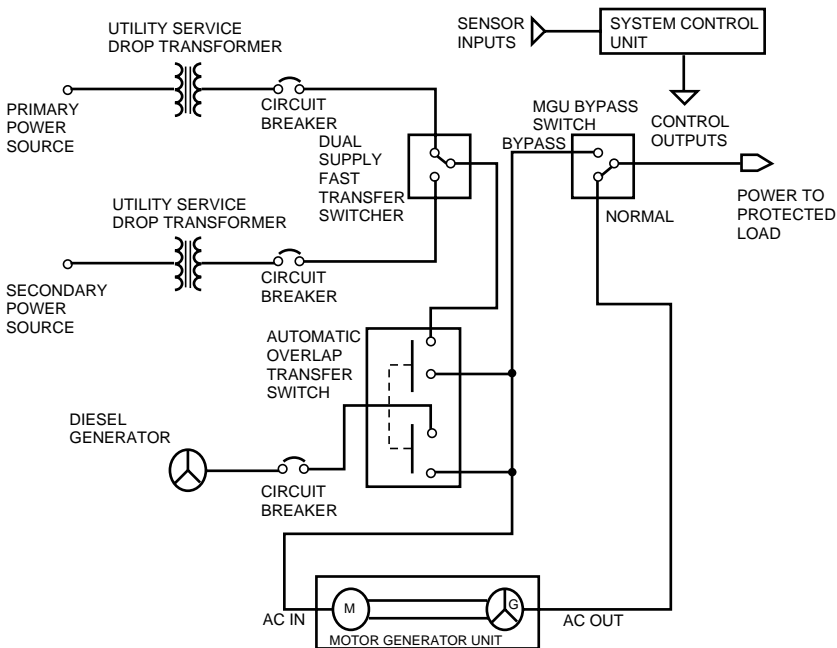 UTILITY SERVICE
DROP TRANSFORMER
PRIMARY
POWER
SOURCE
CIRCUIT
BREAKER
DUAL
SUPPLY
FAST
TRANSFER
SWITCHER
SENSOR
INPUTS
SYSTEM CONTROL
UNIT
CONTROL
OUTPUTS
MGU BYPASS
SWITCH
BYPASS
NORMAL
POWER TO
PROTECTED
LOAD
UTILITY SERVICE
DROP TRANSFORMER
SECONDARY
POWER
SOURCE
CIRCUIT
BREAKER
AUTOMATIC
OVERLAP
TRANSFER
SWITCH
DIESEL
GENERATOR
CIRCUIT
BREAKER
AC IN
M
G
AC OUT
MOTOR GENERATOR UNIT